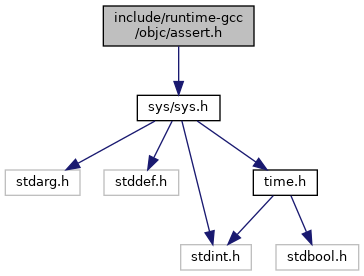 include/runtime-gcc
/objc/assert.h
sys/sys.h
stdarg.h
stddef.h
time.h
stdint.h
stdbool.h